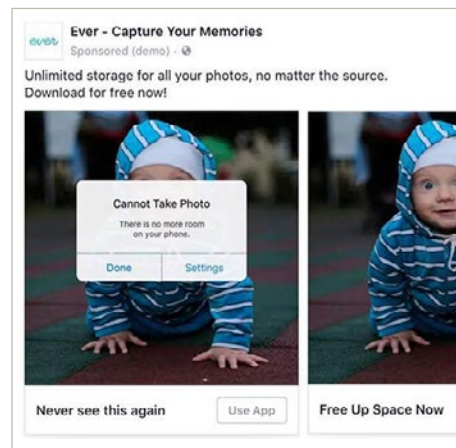 ever
Ever - Capture Your Memories
Sponsored (demo) ·
Unlimited storage for all your photos, no matter the source.
Download for free now!
Cannot Take Photo
There is no more room
on your phone.
Done Settings
Never see this again Use App Free Up Space Now